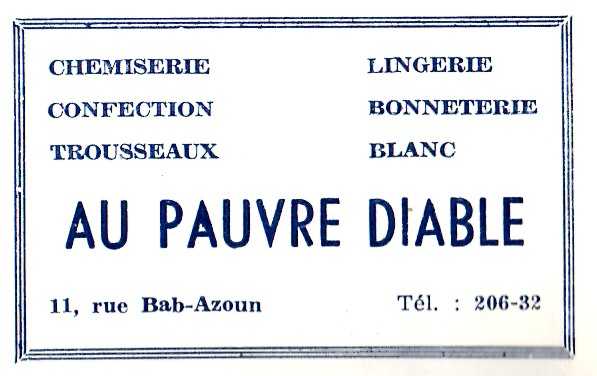 CHEMISERIE LINGERIE
CONFECTION BONNETERIE
TROUSSEAUX BLANC
AU PAUVRE DIABLE
11, rue Bab-Azoun Tél. : 206-32